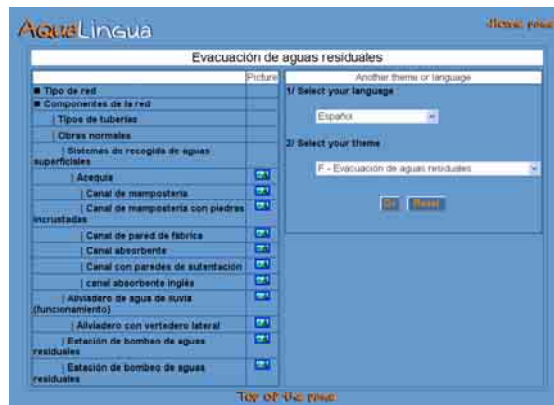 AquaLingua
Home page
Evacuación de aguas residuales
Picture
Another theme or language
■ Tipo de red
■ Componentes de la red
| Tipos de tuberías
| Obras normales
| Sistemas de recogida de aguas
superficiales
| Acequia
| Canal de mampostería
| Canal de mampostería con piedras
incrustadas
| Canal de pared de fábrica
| Canal absorbente
| Canal con paredes de sutentación
| canal absorbente inglés
| Aliviadero de agua de lluvia
(funcionamiento)
| Aliviadero con vertedero lateral
| Estación de bombeo de aguas
residuales
| Estación de bombeo de aguas
residuales
1/ Select your language
Español
2/ Select your theme
F - Evacuación de aguas residuales
Go
Reset
Top of the page